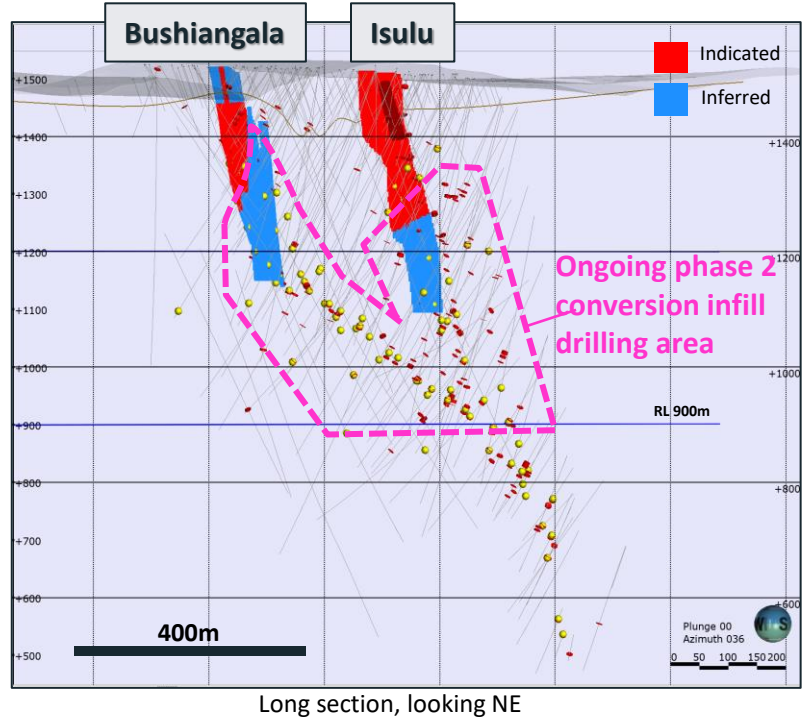 Bushiangala
Isulu
Indicated
Inferred
+1500
+1400
+1400
+1300
+1200
+1200
Ongoing phase 2
conversion infill
drilling area
+1100
+1000
+1000
RL 900m
+900
+800
+800
+700
+600
+600
400m
Plunge 00
Azimuth 036
0 50 100 150 200
+500
Long section, looking NE